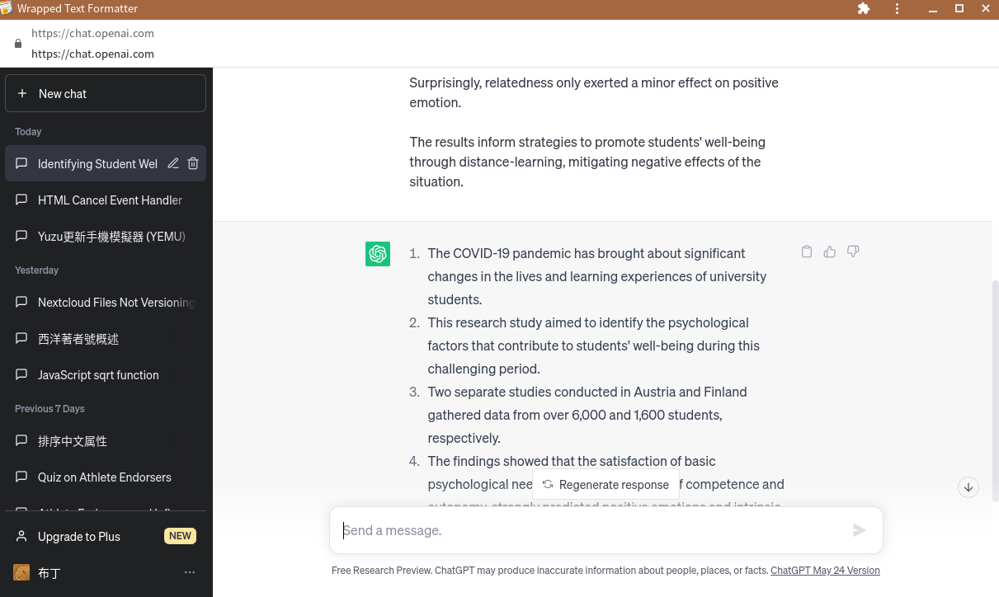 Wrapped Text Formatter
https://chat.openai.com
https://chat.openai.com
New chat
Today
Identifying Student Wel
HTML Cancel Event Handler
Yuzu更新手機模擬器 (YEMU)
Yesterday
Nextcloud Files Not Versioning
西洋著者號概述
JavaScript sqrt function
Previous 7 Days
排序中文属性
Quiz on Athlete Endorsers
Upgrade to Plus NEW
布丁
Surprisingly, relatedness only exerted a minor effect on positive
emotion.
The results inform strategies to promote students' well-being
through distance-learning, mitigating negative effects of the
situation.
1. The COVID-19 pandemic has brought about significant
changes in the lives and learning experiences of university
students.
2. This research study aimed to identify the psychological
factors that contribute to students' well-being during this
challenging period.
3. Two separate studies conducted in Austria and Finland
gathered data from over 6,000 and 1,600 students,
respectively.
4. The findings showed that the satisfaction of basic
psychological nee f competence and
autonomy, strongly predicted positive emotions and intrinsic
Regenerate response
Send a message.
Free Research Preview. ChatGPT may produce inaccurate information about people, places, or facts. ChatGPT May 24 Version